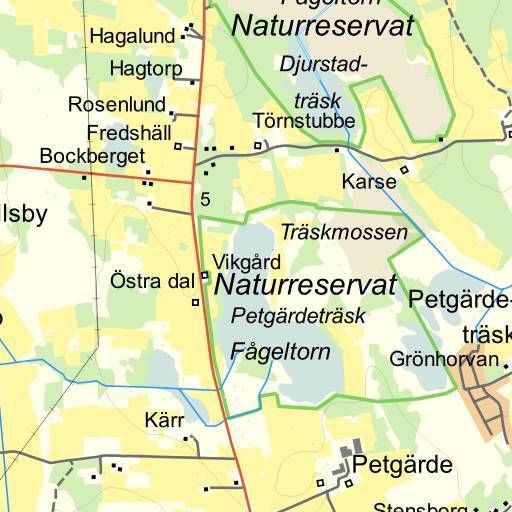 Fågeltorn
Naturreservat
Hagalund
Djurstad-
Hagtorp
träsk
Rosenlund
Törnstubbe
Fredshäll
Bockberget
Karse
5
llsby
Träskmossen
Vikgård
Östra dal
Naturreservat
Petgärde-
träsk
Petgärdeträsk
Fågeltorn
Grönhorvan
Kärr
Petgärde
Stensborg